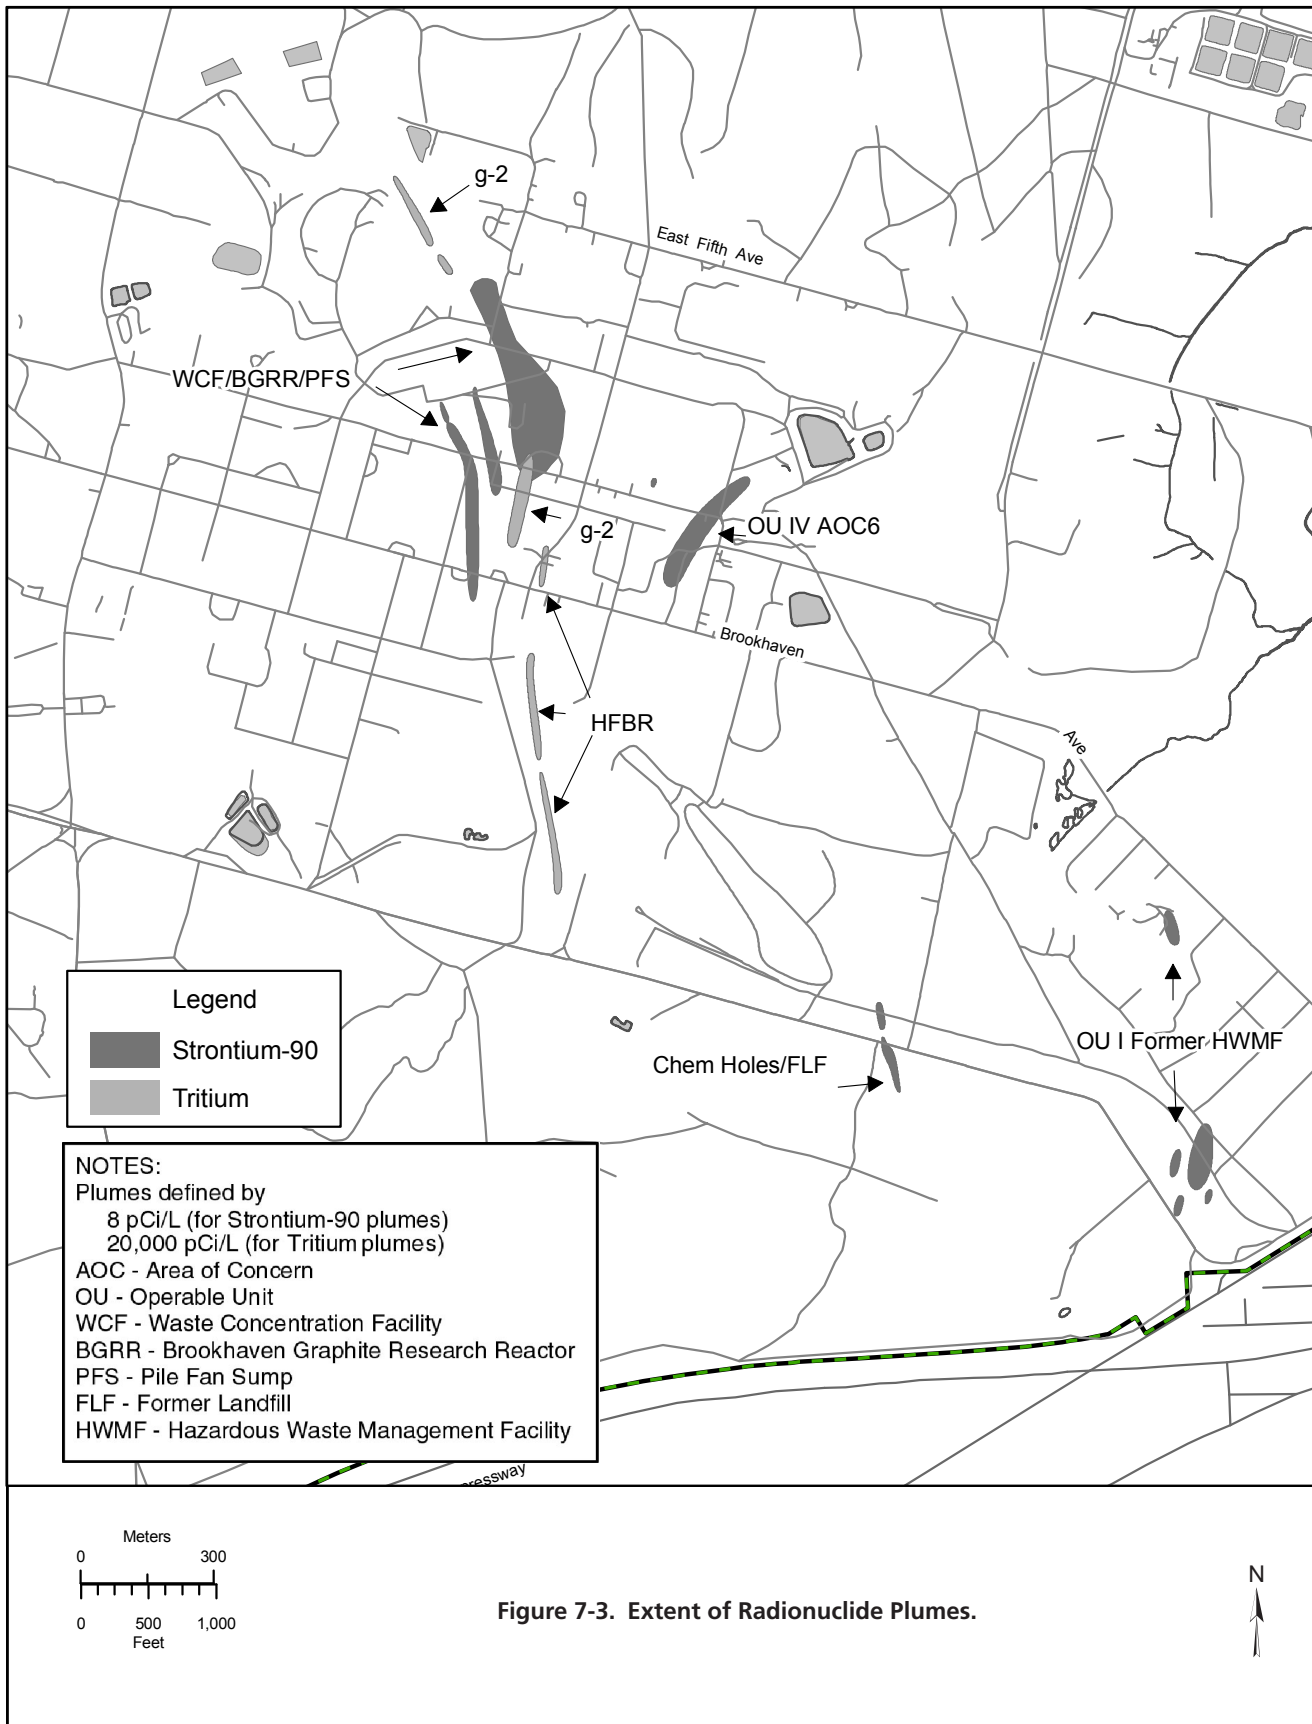 g-2
East Fifth Ave
WCF/BGRR/PFS
OU IV AOC6
g-2
Brookhaven
HFBR
Ave
Legend
Strontium-90
Tritium
OU I Former HWMF
Chem Holes/FLF
NOTES:
Plumes defined by
8 pCi/L (for Strontium-90 plumes)
20,000 pCi/L (for Tritium plumes)
AOC - Area of Concern
OU - Operable Unit
WCF - Waste Concentration Facility
BGRR - Brookhaven Graphite Research Reactor
PFS - Pile Fan Sump
FLF - Former Landfill
HWMF - Hazardous Waste Management Facility
ressway
Meters
0 300
0 500 1,000
Feet
Figure 7-3. Extent of Radionuclide Plumes.
N